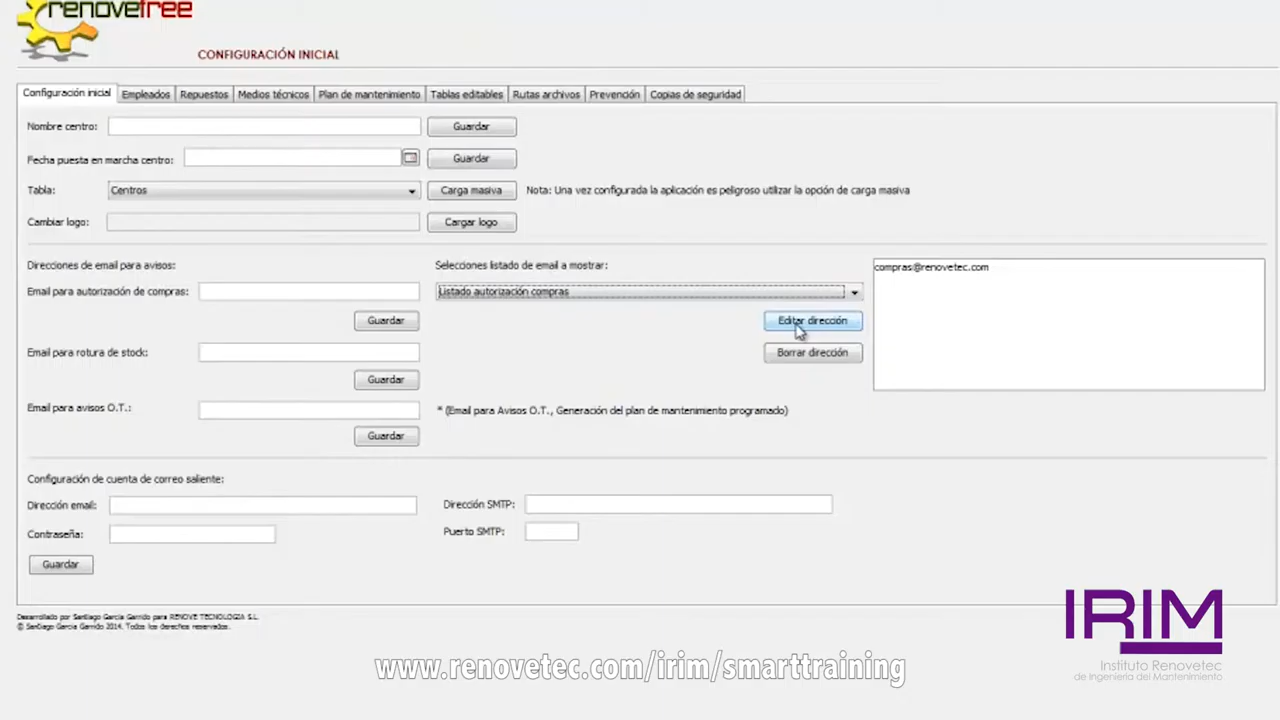 renovefree
CONFIGURACIÓN INICIAL
Configuración inicial Empleados Repuestos Medios técnicos Plan de mantenimiento Tablas editables Rutas archivos Prevención Copias de seguridad
Nombre centro: Guardar
Fecha puesta en marcha centro: Guardar
Tabla: Centros Carga masiva Nota: Una vez configurada la aplicación es peligroso utilizar la opción de carga masiva
Cambiar logo: Cargar logo
Direcciones de email para avisos: Selecciones listado de email a mostrar: compras@renovetec.com
Email para autorización de compras: Listado autorización compras
Guardar Editar dirección
Email para rotura de stock: Borrar dirección
Guardar
Email para avisos O.T.: * (Email para Avisos O.T., Generación del plan de mantenimiento programado)
Guardar
Configuración de cuenta de correo saliente:
Dirección email: Dirección SMTP:
Contraseña: Puerto SMTP:
Guardar
Desarrollado por Santiago García Garrido para RENOVE TECNOLOGIA S.L.
© Santiago García Garrido 2014. Todos los derechos reservados.
IRIM
Instituto Renovetec
de Ingeniería del Mantenimiento
www.renovetec.com/irim/smarttraining